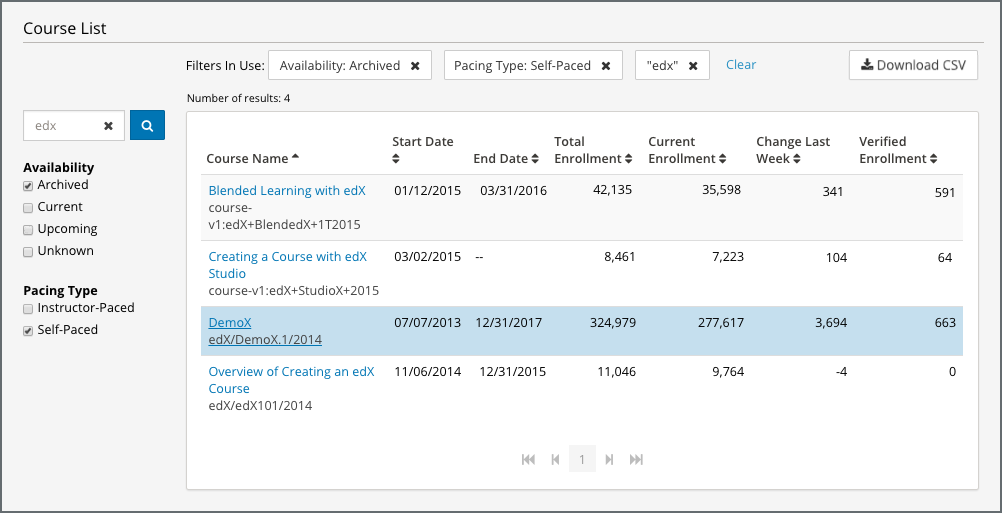 Course List
Filters In Use: Availability: Archived ✖ Pacing Type: Self-Paced ✖ "edx" ✖ Clear Download CSV
Number of results: 4
edx ✖
Availability
Archived
Current
Upcoming
Unknown
Pacing Type
Instructor-Paced
Self-Paced
Course Name Start Date End Date Total Enrollment Current Enrollment Change Last Week Verified Enrollment
Blended Learning with edX 01/12/2015 03/31/2016 42,135 35,598 341 591
course-
v1:edX+BlendedX+1T2015
Creating a Course with edX 03/02/2015 -- 8,461 7,223 104 64
Studio
course-v1:edX+StudioX+2015
DemoX 07/07/2013 12/31/2017 324,979 277,617 3,694 663
edX/DemoX.1/2014
Overview of Creating an edX 11/06/2014 12/31/2015 11,046 9,764 -4 0
Course
edX/edX101/2014
1